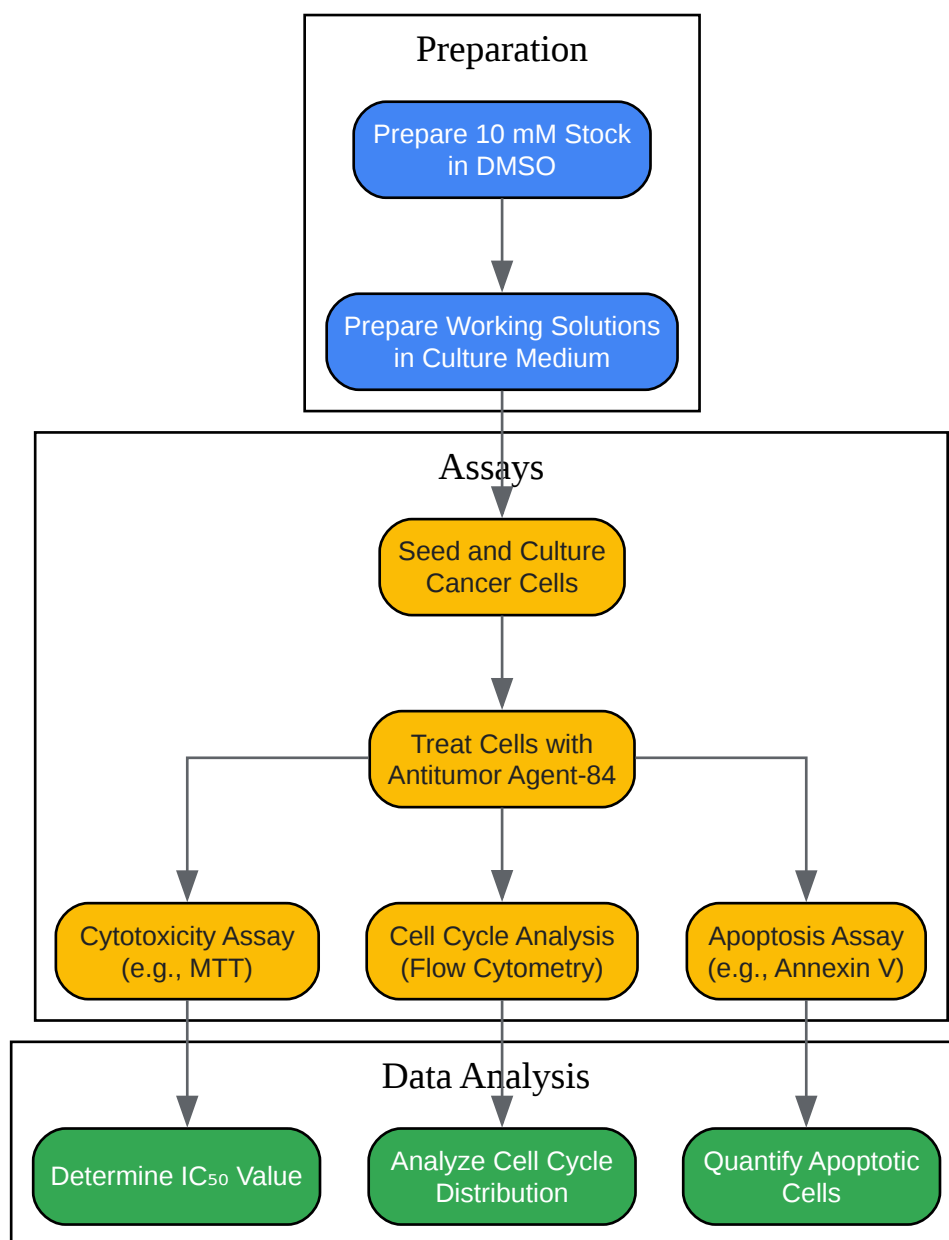 Preparation
Prepare 10 mM Stock
in DMSO
Prepare Working Solutions
in Culture Medium
Assays
Seed and Culture
Cancer Cells
Treat Cells with
Antitumor Agent-84
Cytotoxicity Assay
(e.g., MTT)
Cell Cycle Analysis
(Flow Cytometry)
Apoptosis Assay
(e.g., Annexin V)
Data Analysis
Determine IC₅₀ Value
Analyze Cell Cycle
Distribution
Quantify Apoptotic
Cells